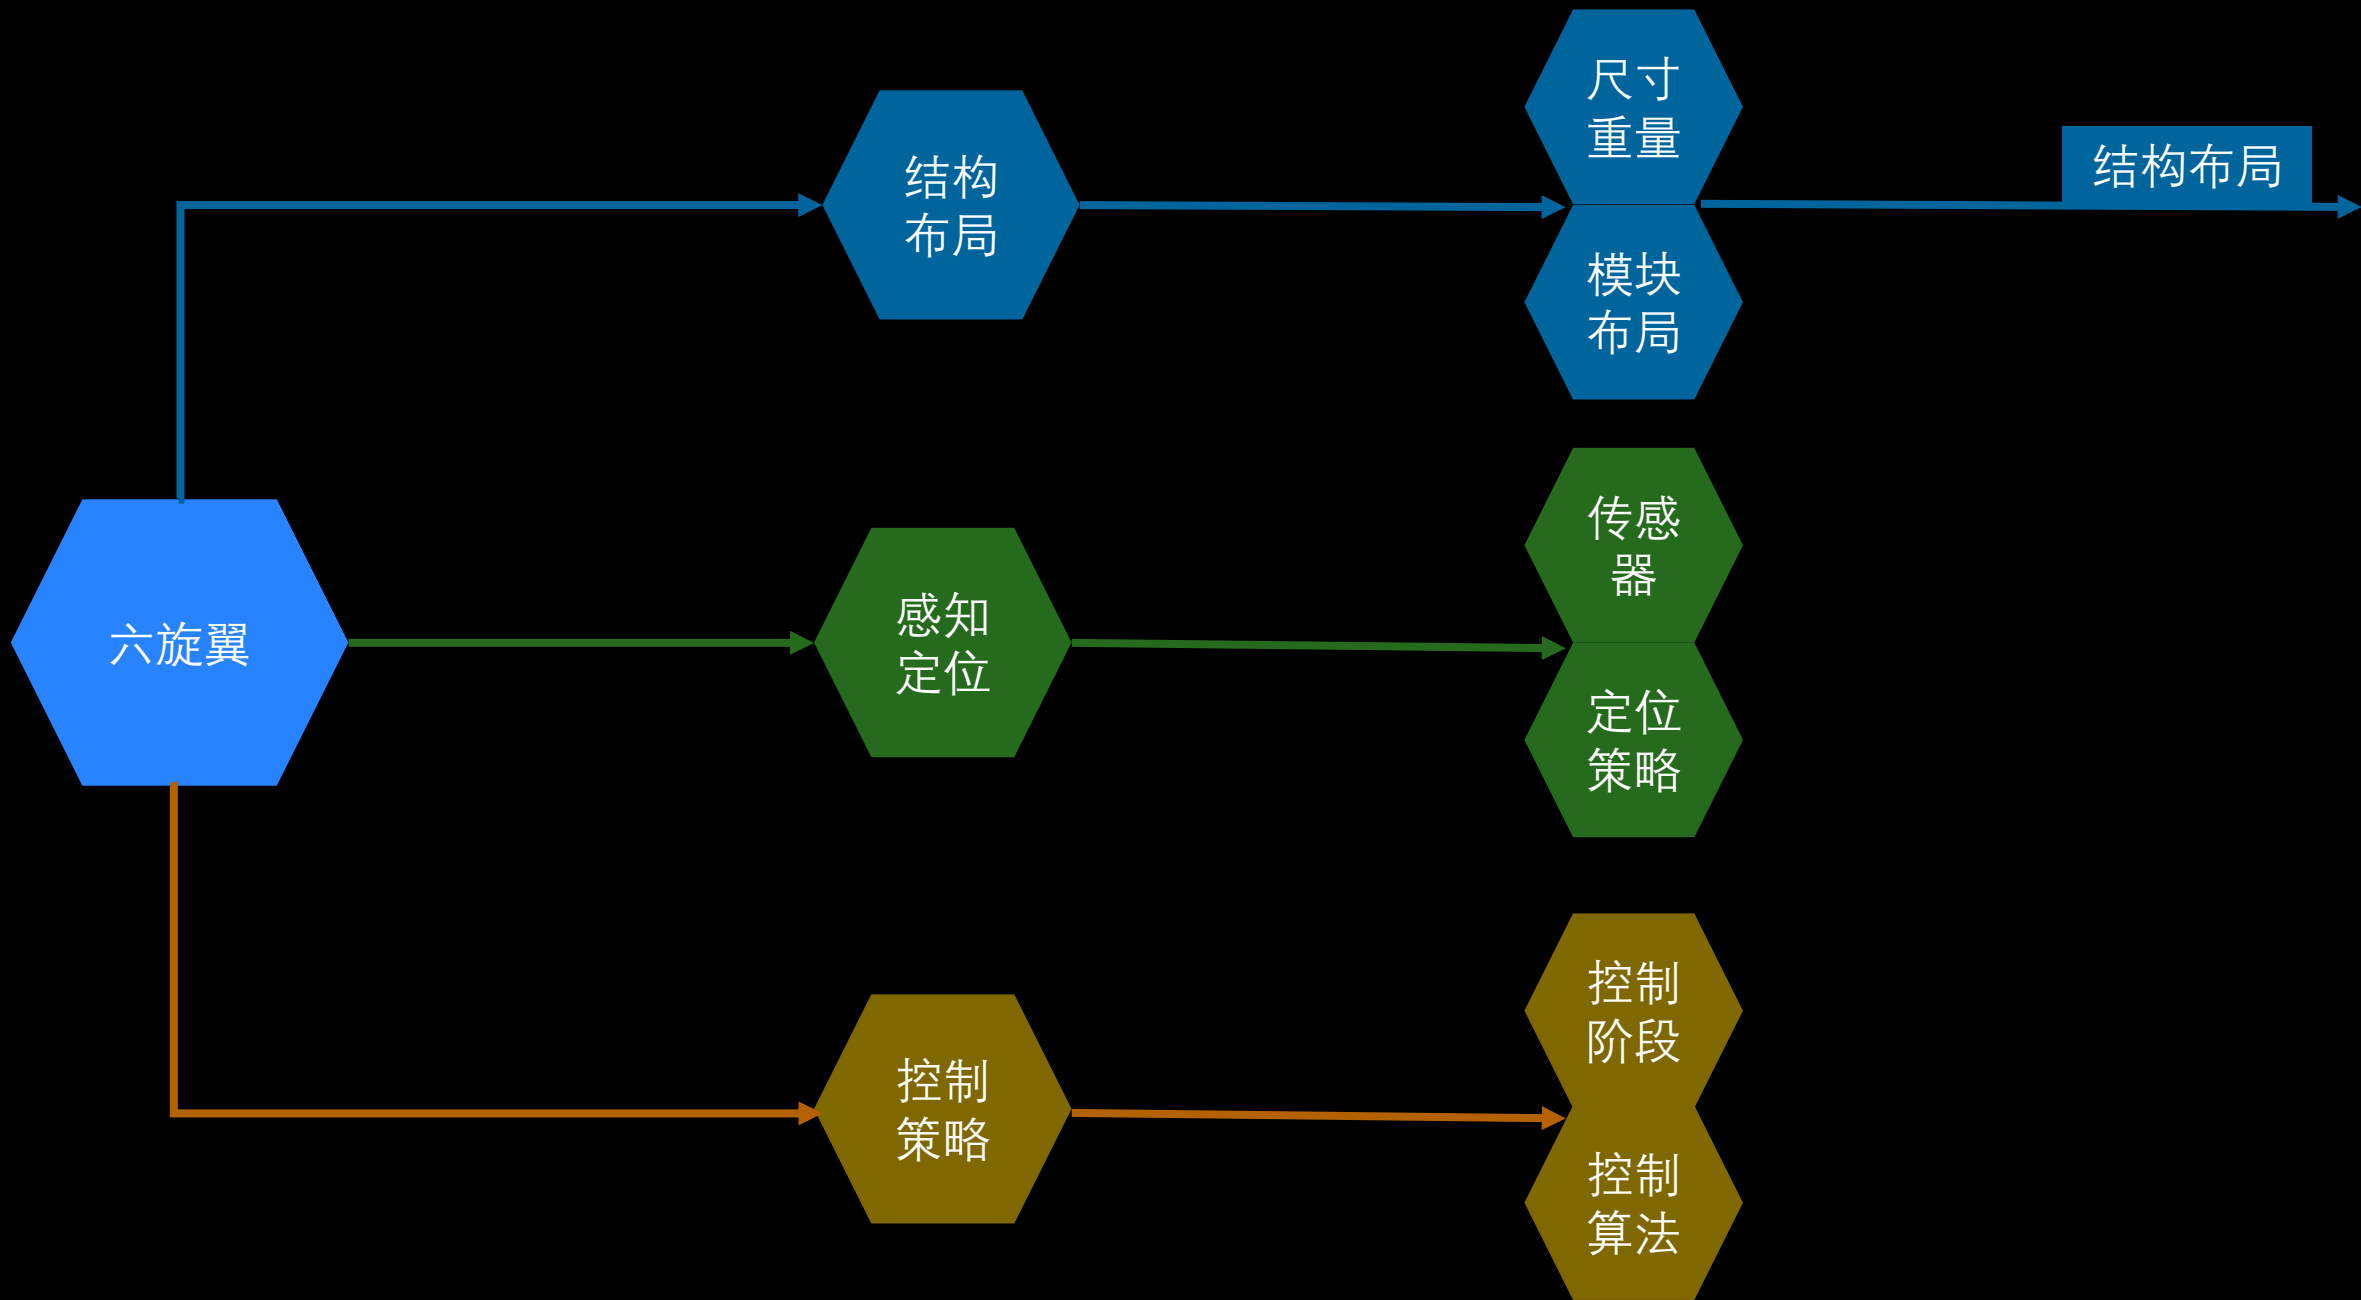 六旋翼
结构
布局
尺寸
重量
模块
布局
结构布局
感知
定位
传感
器
定位
策略
控制
策略
控制
阶段
控制
算法